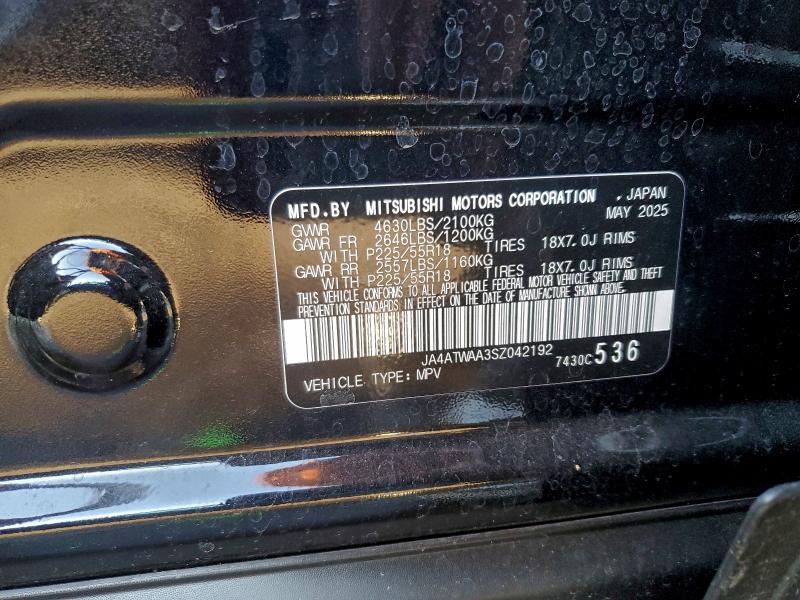 MFD.BY MITSUBISHI MOTORS CORPORATION , JAPAN
GVWR 4630LBS/2100KG MAY 2025
GAWR FR 2646LBS/1200KG
WITH P225/55R18 TIRES 18X7.0J RIMS
GAWR RR 2557LBS/1160KG
WITH P225/55R18 TIRES 18X7.0J RIMS
THIS VEHICLE CONFORMS TO ALL APPLICABLE FEDERAL MOTOR VEHICLE SAFETY AND THEFT
PREVENTION STANDARDS IN EFFECT ON THE DATE OF MANUFACTURE SHOWN ABOVE.
JA4ATWAA3SZ042192
7430C536
VEHICLE TYPE: MPV